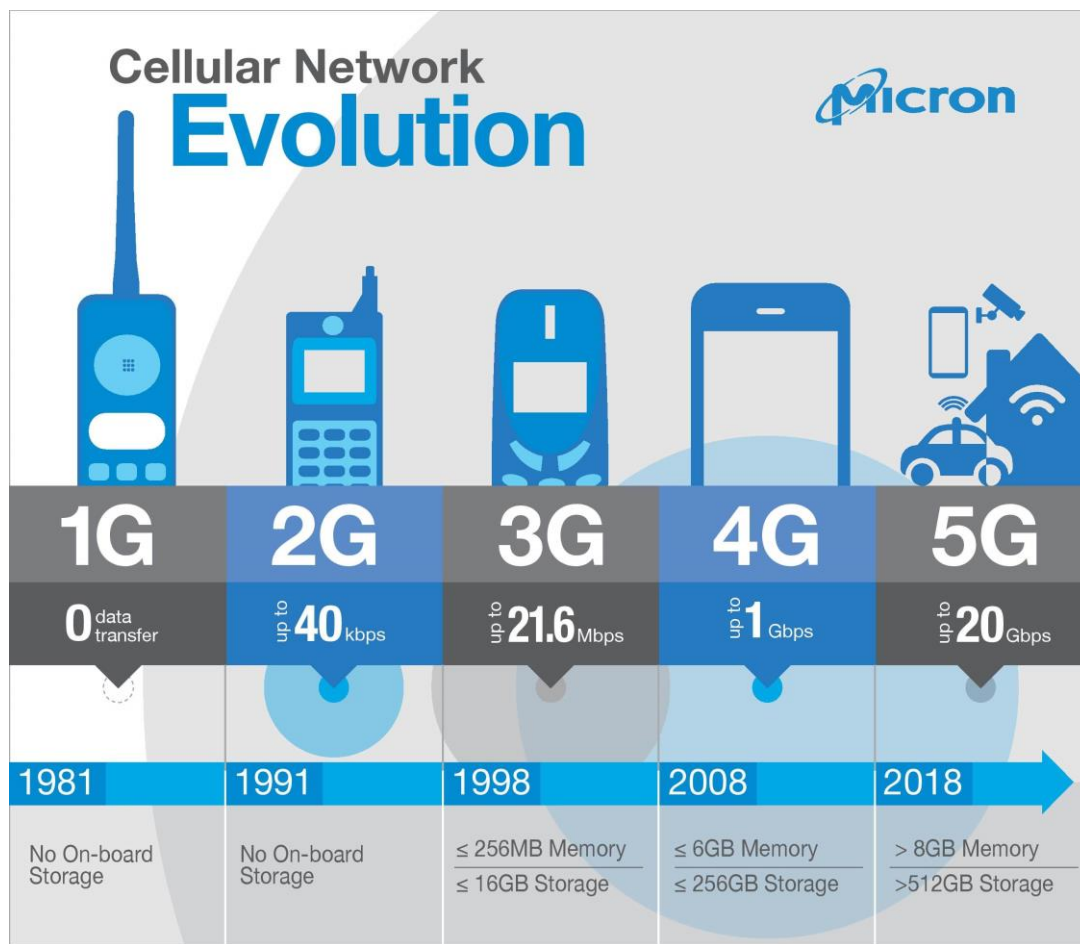 Cellular Network
Evolution
Micron
1G
2G
3G
4G
5G
0 data transfer
up to 40 kbps
up to 21.6 Mbps
up to 1 Gbps
up to 20 Gbps
1981
1991
1998
2008
2018
No On-board
Storage
No On-board
Storage
≤ 256MB Memory
≤ 16GB Storage
≤ 6GB Memory
≤ 256GB Storage
> 8GB Memory
>512GB Storage